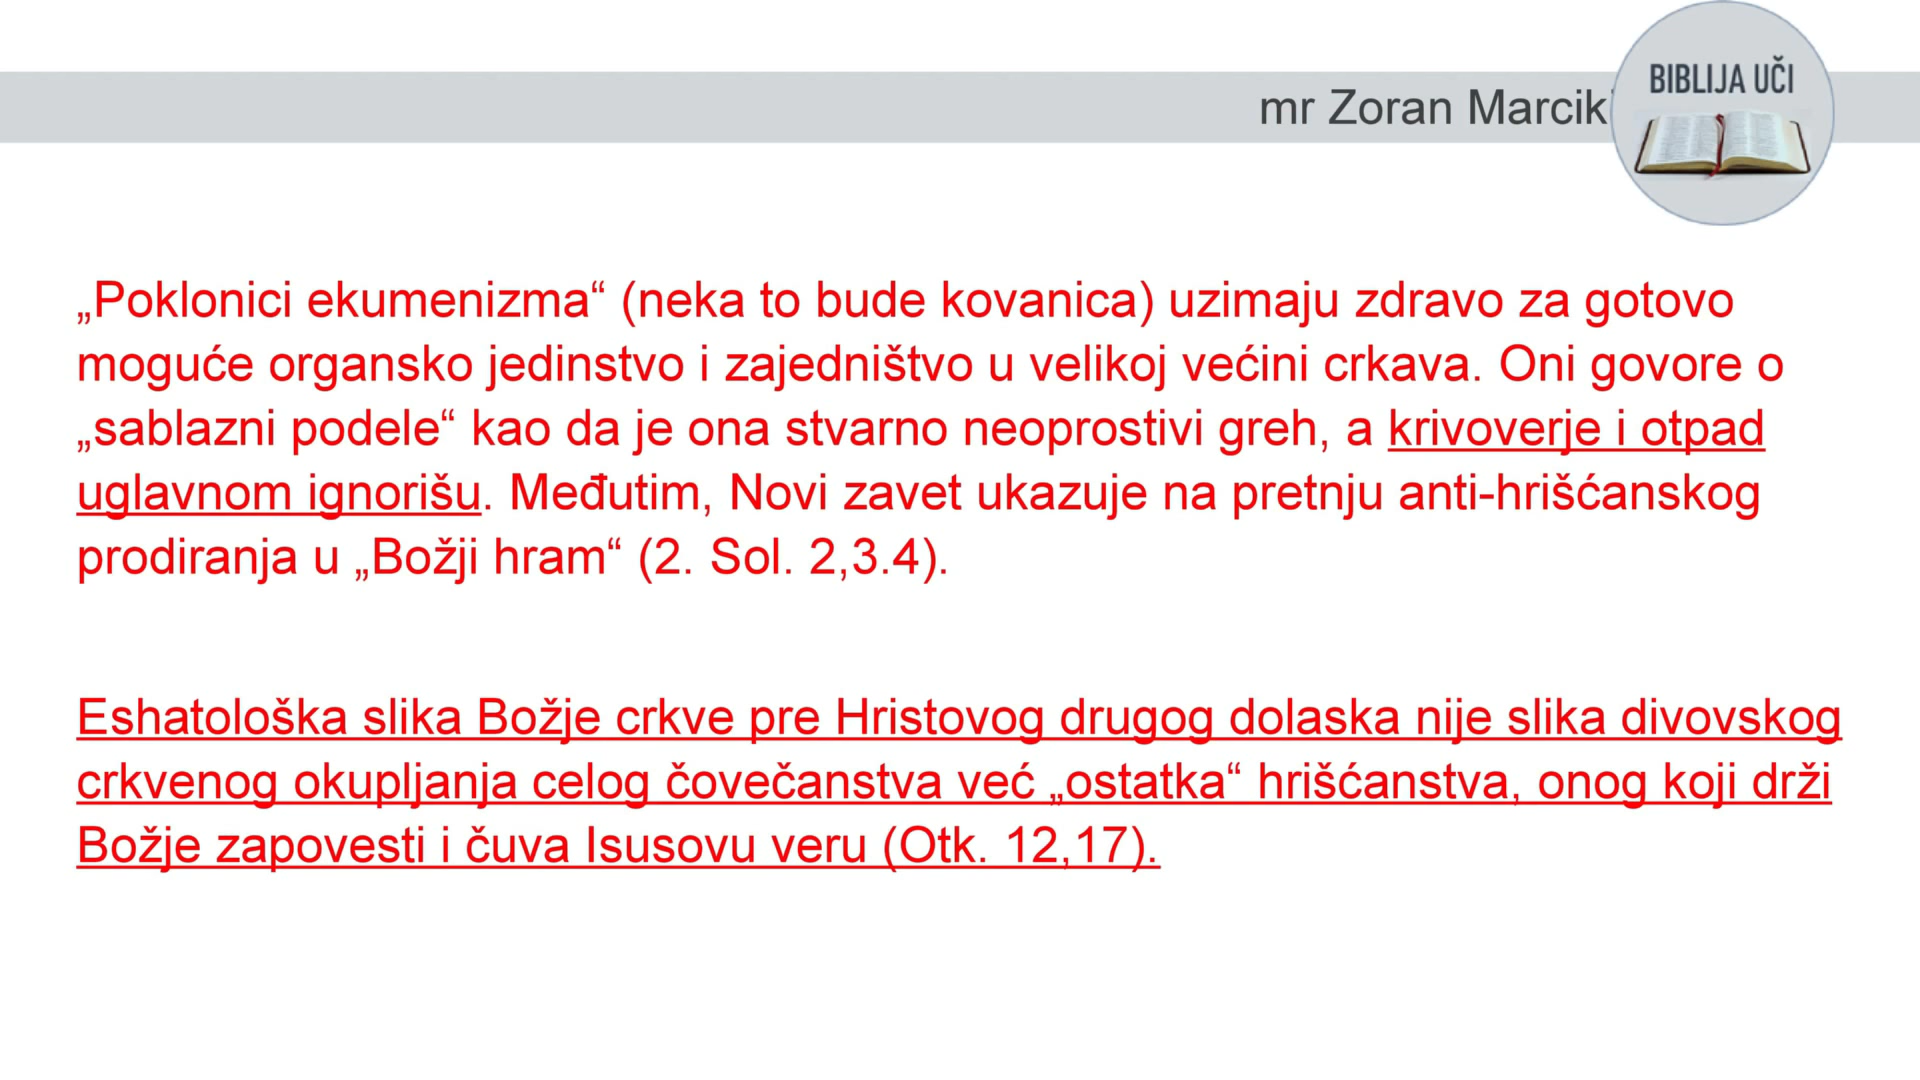 mr Zoran Marcik
BIBLIJA UČI
„Poklonici ekumenizma“ (neka to bude kovanica) uzimaju zdravo za gotovo
moguće organsko jedinstvo i zajedništvo u velikoj većini crkava. Oni govore o
„sablazni podele“ kao da je ona stvarno neoprostivi greh, a krivoverje i otpad
uglavnom ignorišu. Međutim, Novi zavet ukazuje na pretnju anti-hrišćanskog
prodiranja u „Božji hram“ (2. Sol. 2,3.4).
Eshatološka slika Božje crkve pre Hristovog drugog dolaska nije slika divovskog
crkvenog okupljanja celog čovečanstva već „ostatka“ hrišćanstva, onog koji drži
Božje zapovesti i čuva Isusovu veru (Otk. 12,17).